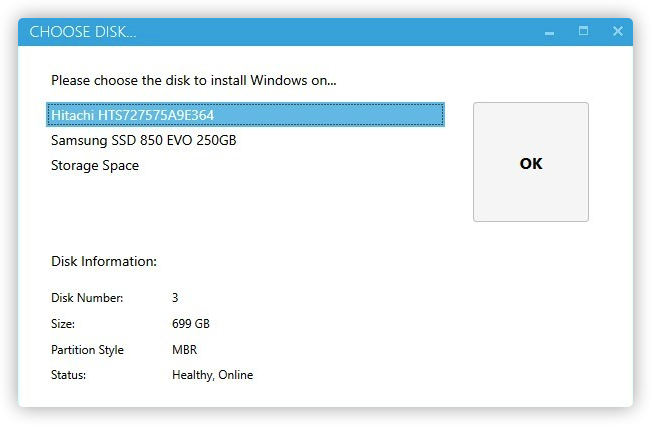 CHOOSE DISK...
Please choose the disk to install Windows on...
Hitachi HTS727575A9E364
Samsung SSD 850 EVO 250GB
Storage Space
OK
Disk Information:
Disk Number: 3
Size: 699 GB
Partition Style MBR
Status: Healthy, Online